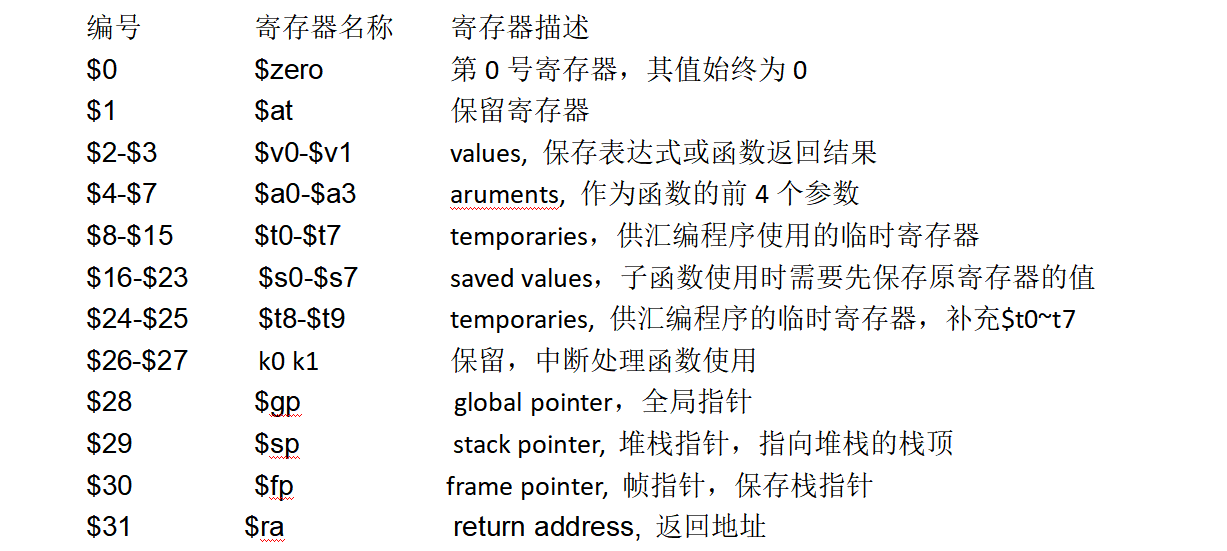 编号 寄存器名称 寄存器描述
$0 $zero 第 0 号寄存器，其值始终为 0
$1 $at 保留寄存器
$2-$3 $v0-$v1 values, 保存表达式或函数返回结果
$4-$7 $a0-$a3 aruments, 作为函数的前 4 个参数
$8-$15 $t0-$t7 temporaries，供汇编程序使用的临时寄存器
$16-$23 $s0-$s7 saved values，子函数使用时需要先保存原寄存器的值
$24-$25 $t8-$t9 temporaries, 供汇编程序的临时寄存器，补充$t0~t7
$26-$27 k0 k1 保留，中断处理函数使用
$28 $gp global pointer，全局指针
$29 $sp stack pointer, 堆栈指针，指向堆栈的栈顶
$30 $fp frame pointer, 帧指针，保存栈指针
$31 $ra return address, 返回地址